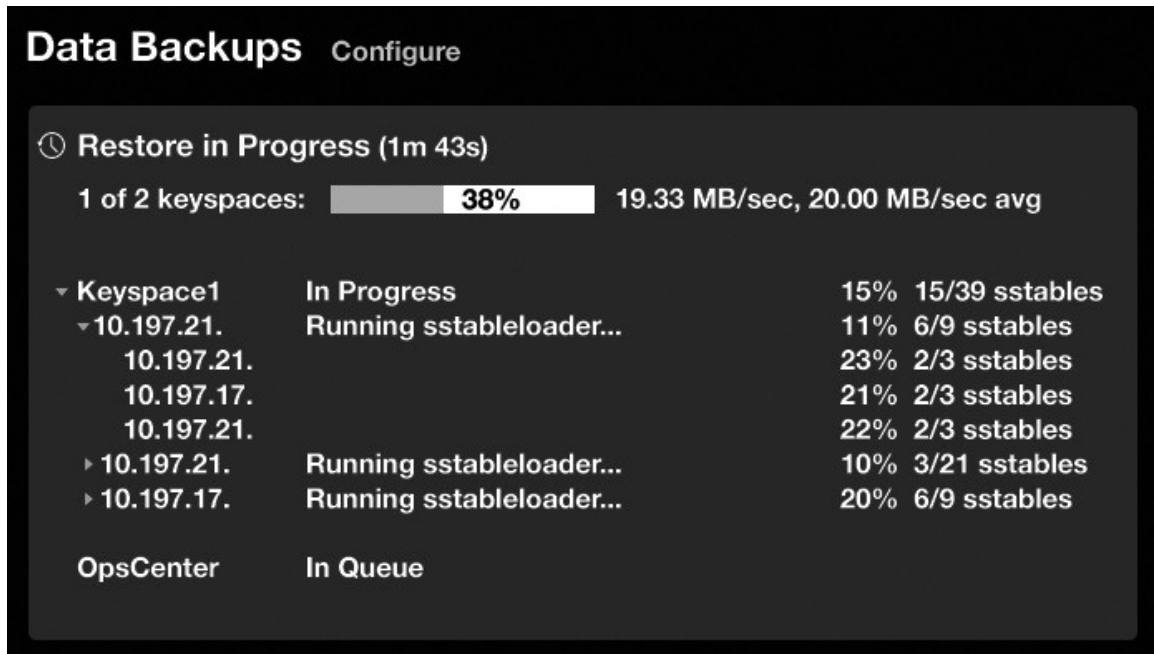 Data Backups Configure
Restore in Progress (1m 43s)
1 of 2 keyspaces: 38% 19.33 MB/sec, 20.00 MB/sec avg
Keyspace1 In Progress 15% 15/39 sstables
10.197.21. Running sstableloader... 11% 6/9 sstables
10.197.21. 23% 2/3 sstables
10.197.17. 21% 2/3 sstables
10.197.21. 22% 2/3 sstables
10.197.21. Running sstableloader... 10% 3/21 sstables
10.197.17. Running sstableloader... 20% 6/9 sstables
OpsCenter In Queue